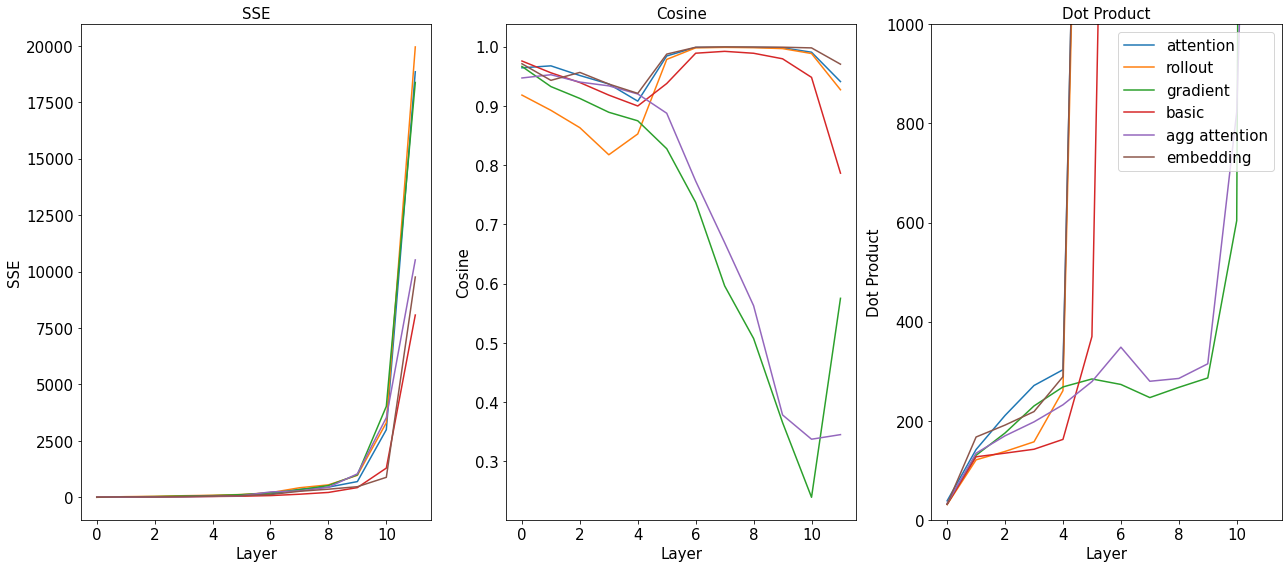 SSE
SSE
20000
17500
15000
12500
10000
7500
5000
2500
0
0 2 4 6 8 10
Layer
Cosine
Cosine
1.0
0.9
0.8
0.7
0.6
0.5
0.4
0.3
0 2 4 6 8 10
Layer
Dot Product
Dot Product
1000
800
600
400
200
0
0 2 4 6 8 10
Layer
attention
rollout
gradient
basic
agg attention
embedding